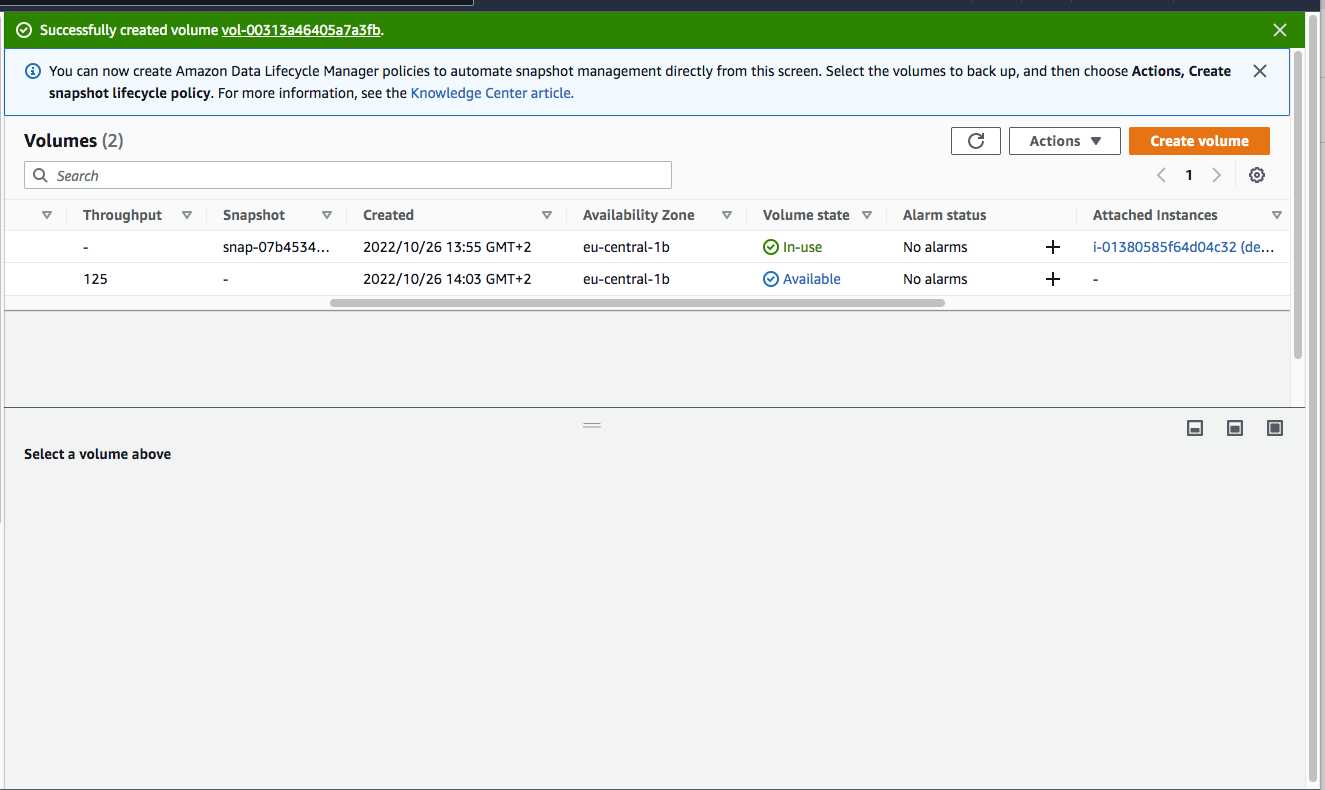 Successfully created volume vol-00313a46405a7a3fb.
You can now create Amazon Data Lifecycle Manager policies to automate snapshot management directly from this screen. Select the volumes to back up, and then choose Actions, Create
snapshot lifecycle policy. For more information, see the Knowledge Center article.
Volumes (2)
Actions
Create volume
Search
1
Throughput Snapshot Created Availability Zone Volume state Alarm status Attached Instances
- snap-07b4534... 2022/10/26 13:55 GMT+2 eu-central-1b In-use No alarms + i-01380585f64d04c32 (de...
125 - 2022/10/26 14:03 GMT+2 eu-central-1b Available No alarms + -
Select a volume above